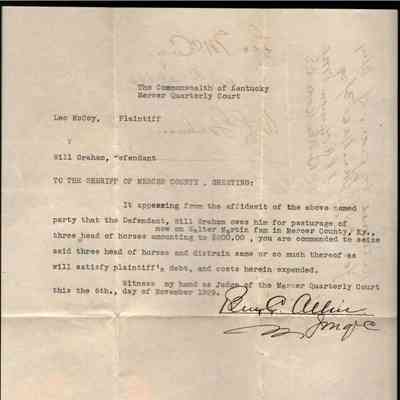 The Commonwealth of Kentucky
Mercer Quarterly Court
Leo McCoy, Plaintiff
v
Will Graham, Defendant
TO THE SHERIFF OF MERCER COUNTY , GREETING:
It appearing from the affidavit of the above named
party that the Defendant, Will Graham owes him for pasturage of
now on Walter Martin fam in Mercer County, Ky.,
three head of horses amounting to $200.00 , you are commanded to seize
said three head of horses and distrain same or so much thereof as
will satisfy plaintiff's debt, and costs herein expended.
Witness my hand as Judge of the Mercer Quarterly Court
this the 6th., day of November 1929.
Allin
Judge